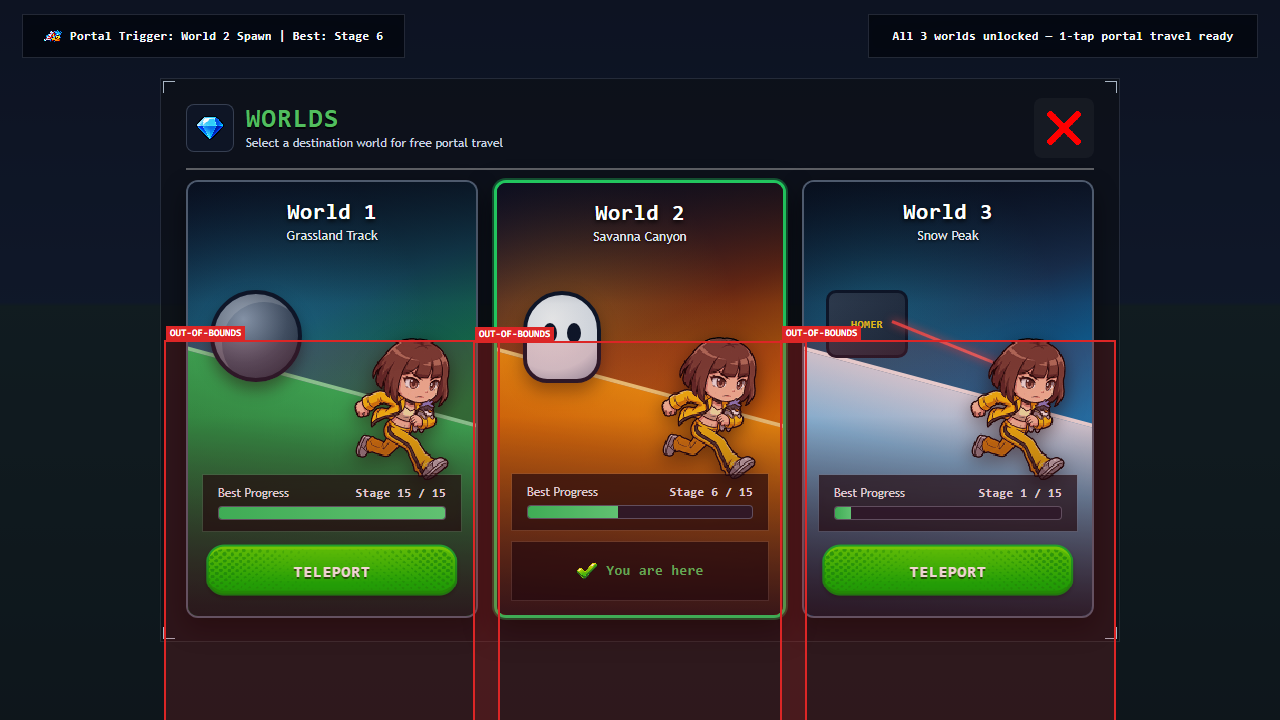 Portal Trigger: World 2 Spawn | Best: Stage 6
All 3 worlds unlocked — 1-tap portal travel ready
WORLDS
Select a destination world for free portal travel
World 1
Grassland Track
OUT-OF-BOUNDS
Best Progress
Stage 15 / 15
TELEPORT
World 2
Savanna Canyon
OUT-OF-BOUNDS
Best Progress
Stage 6 / 15
You are here
World 3
Snow Peak
HOMER
OUT-OF-BOUNDS
Best Progress
Stage 1 / 15
TELEPORT